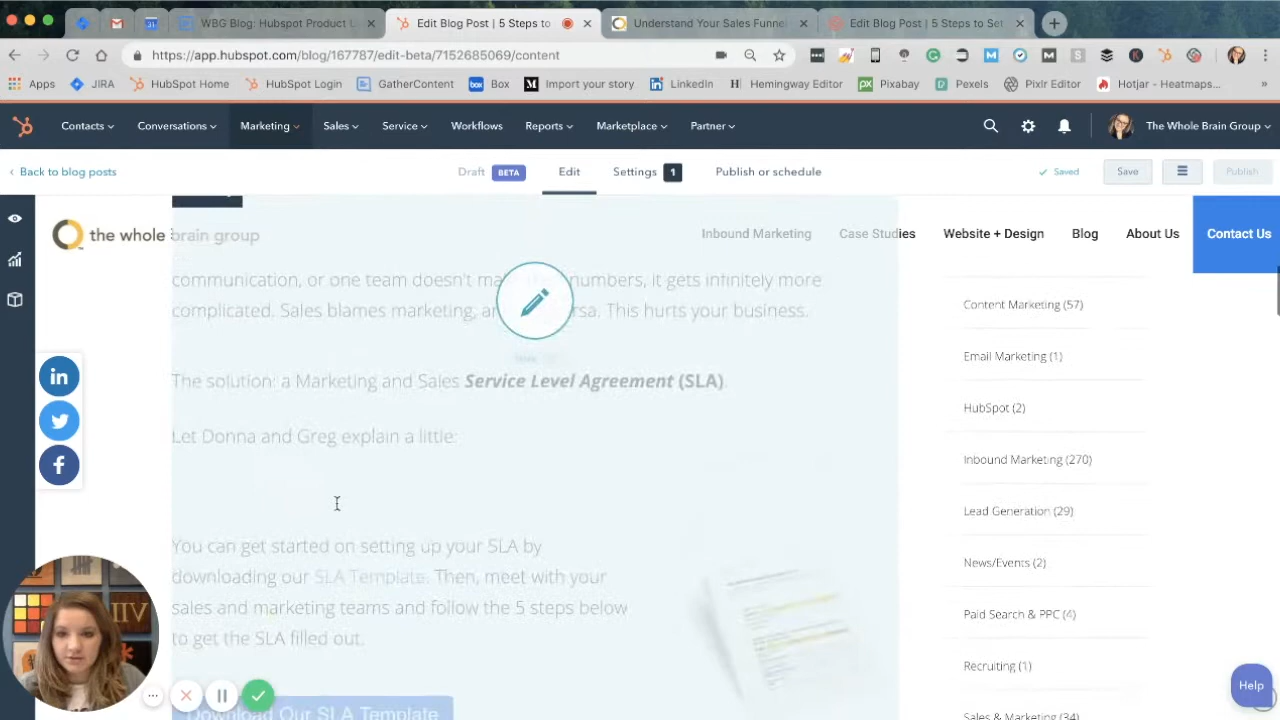 WBG Blog: Hubspot Product L
Edit Blog Post | 5 Steps to
Understand Your Sales Funne
Edit Blog Post | 5 Steps to Set
https://app.hubspot.com/blog/167787/edit-beta/7152685069/content
Apps
JIRA
HubSpot Home
HubSpot Login
GatherContent
Box
Import your story
LinkedIn
Hemingway Editor
Pixabay
Pexels
Pixlr Editor
Hotjar - Heatmaps...
Contacts
Conversations
Marketing
Sales
Service
Workflows
Reports
Marketplace
Partner
The Whole Brain Group
Back to blog posts
Draft BETA
Edit
Settings 1
Publish or schedule
Saved
Save
Publish
the whole brain group
Inbound Marketing
Case Studies
Website + Design
Blog
About Us
Contact Us
communication, or one team doesn't numbers, it gets infinitely more
complicated. Sales blames marketing, This hurts your business.
The solution: a Marketing and Sales Service Level Agreement (SLA).
Let Donna and Greg explain a little:
You can get started on setting up your SLA by
downloading our SLA Template. Then, meet with your
sales and marketing teams and follow the 5 steps below
to get the SLA filled out.
Download Our SLA Template
Content Marketing (57)
Email Marketing (1)
HubSpot (2)
Inbound Marketing (270)
Lead Generation (29)
News/Events (2)
Paid Search & PPC (4)
Recruiting (1)
Sales & Marketing (34)
Help